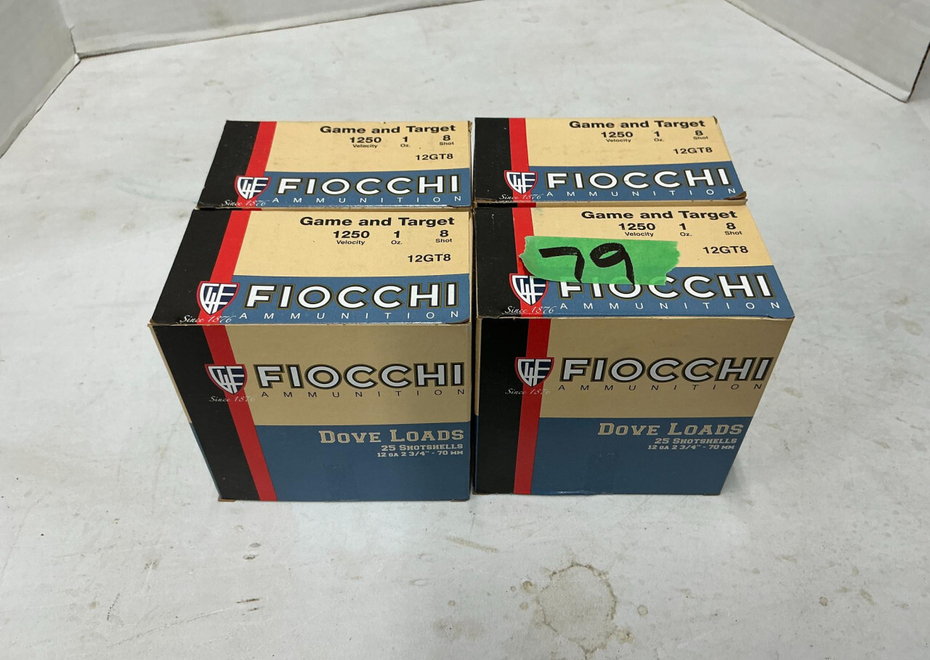 Game and Target
1250 1 8
Velocity Oz. Shot
12GT8
FIOCCHI
Since 1876 AMMUNITION
Game and Target
1250 1 8
Velocity Oz. Shot
12GT8
FIOCCHI
Since 1876 AMMUNITION
Game and Target
1250 1 8
Velocity Oz. Shot
12GT8
FIOCCHI
Since 1876 AMMUNITION
FIOCCHI
Since 1876 AMMUNITION
DOVE LOADS
25 SHOTSHELLS
12 GA 2 3/4" - 70 MM
Game and Target
1250 1 8
Velocity Oz. Shot
79
12GT8
FIOCCHI
Since 1876 AMMUNITION
FIOCCHI
Since 1876 AMMUNITION
DOVE LOADS
25 SHOTSHELLS
12 GA 2 3/4" - 70 MM